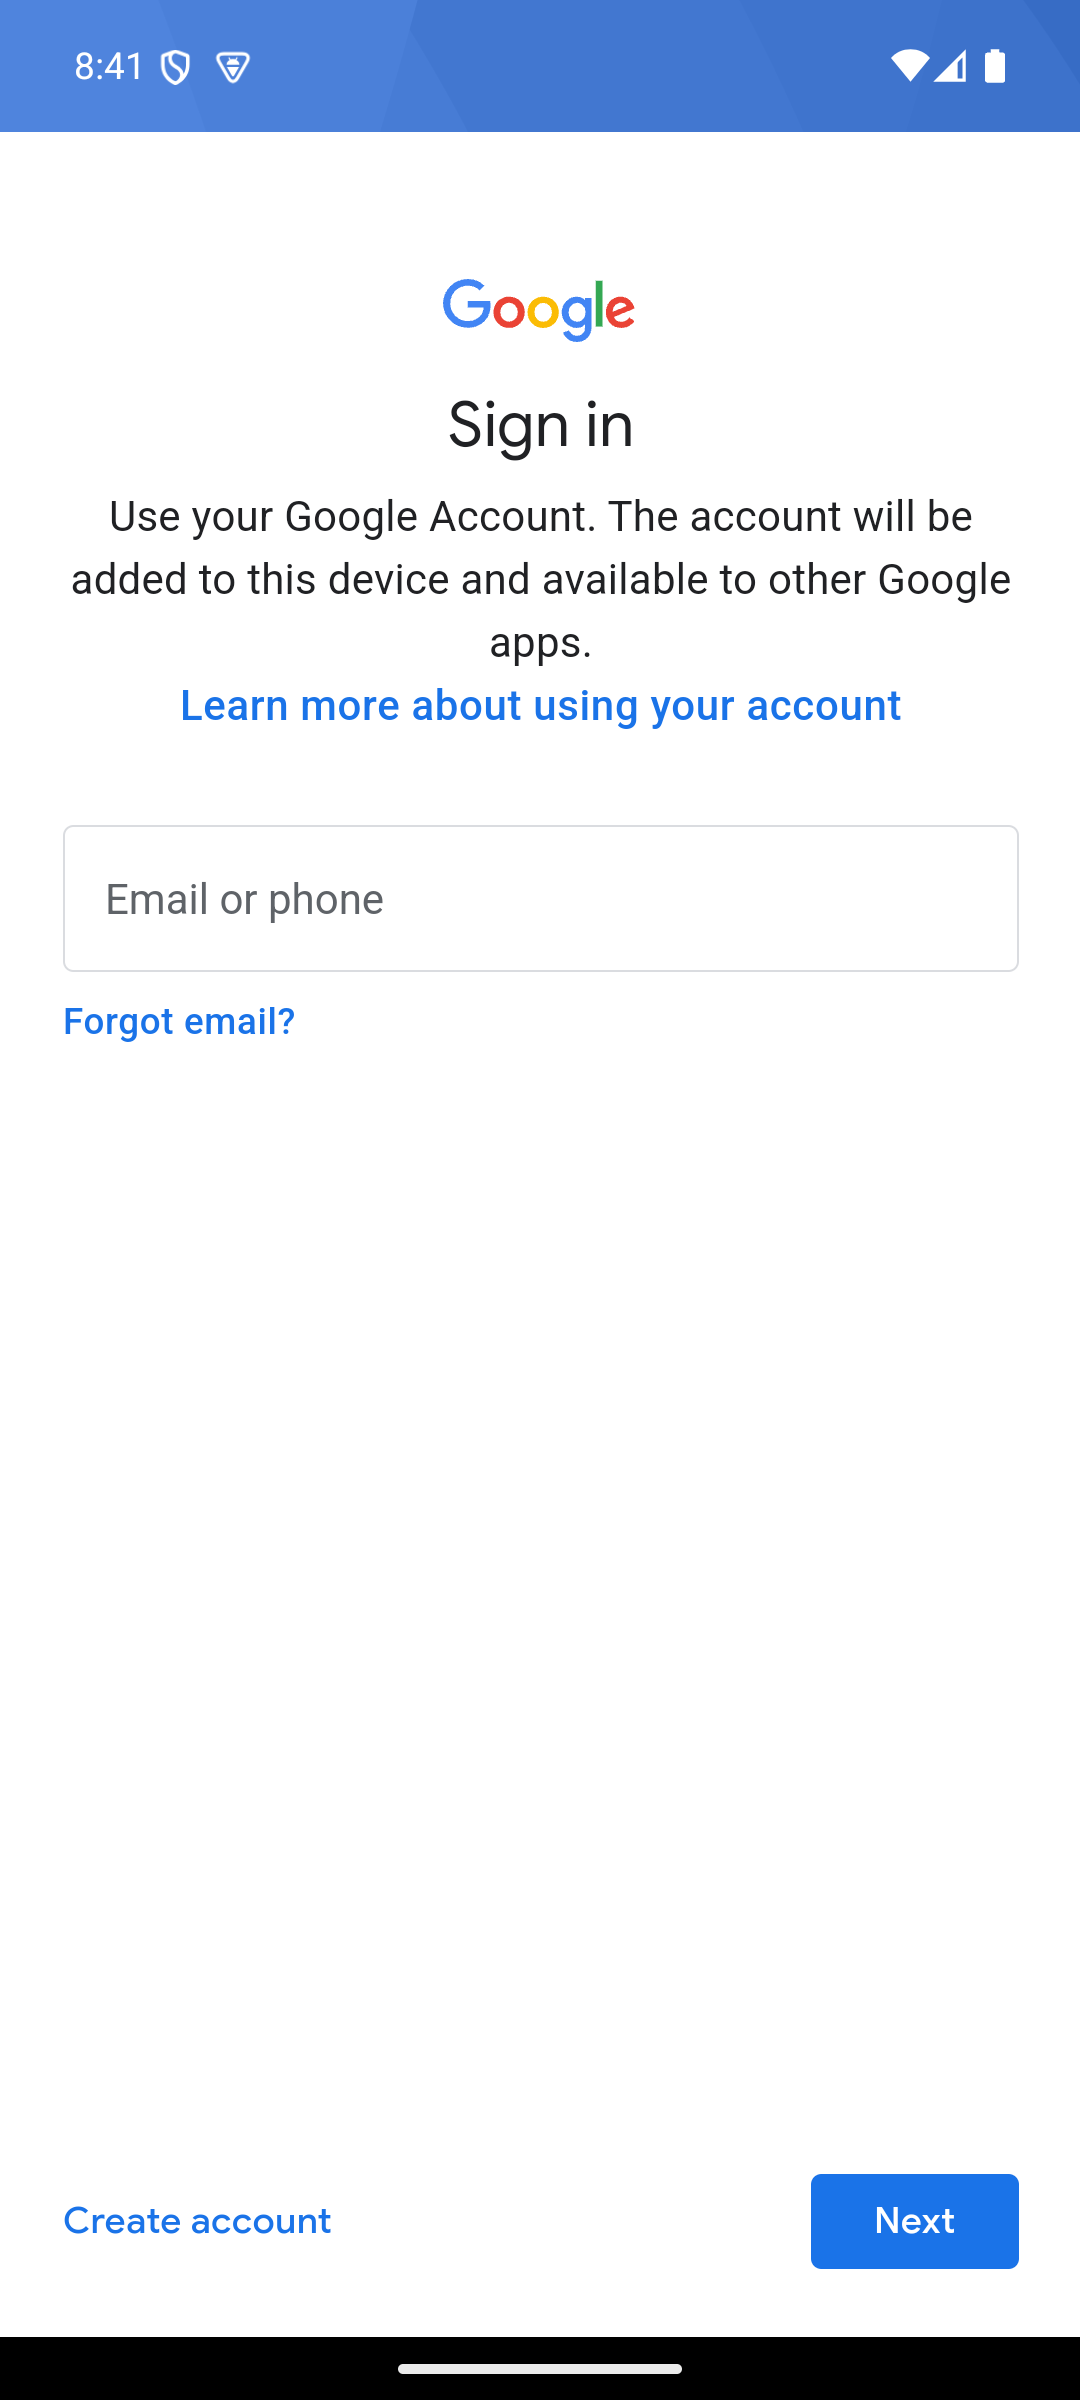 8:41
Google
Sign in
Use your Google Account. The account will be
added to this device and available to other Google
apps.
Learn more about using your account
Email or phone
Forgot email?
Create account
Next